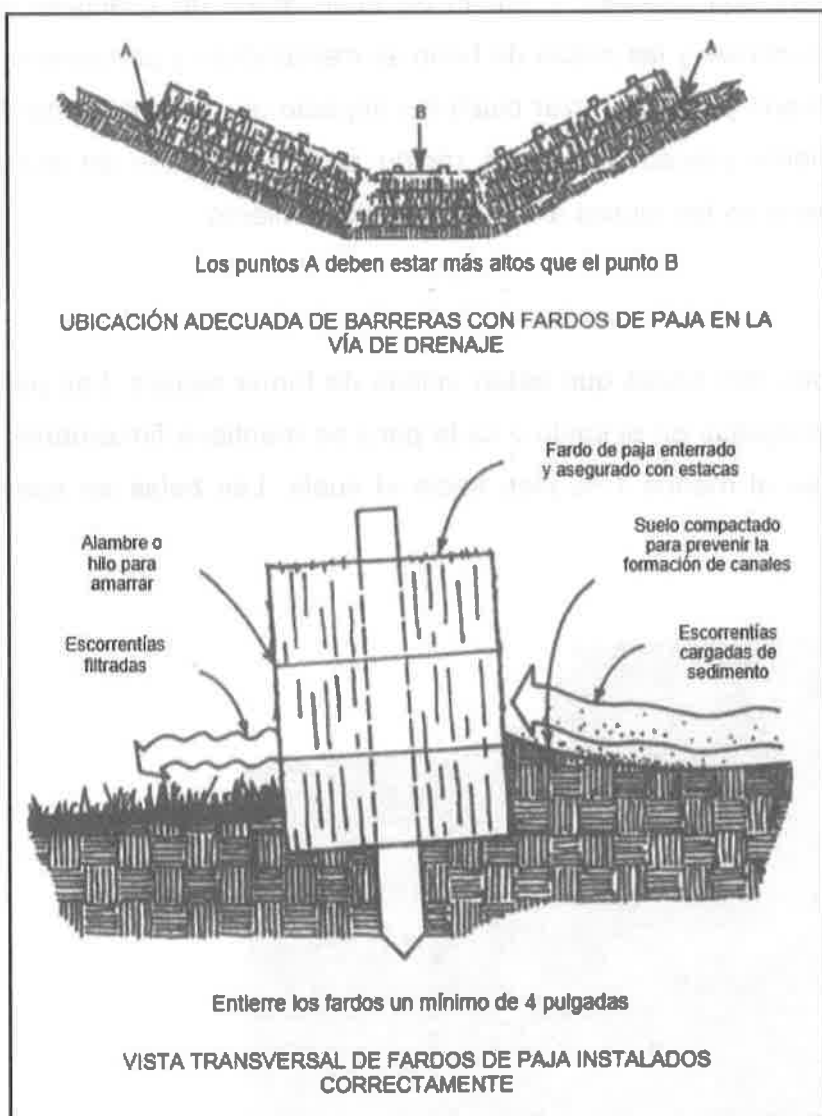 A
A
B
Los puntos A deben estar más altos que el punto B
UBICACIÓN ADECUADA DE BARRERAS CON FARDOS DE PAJA EN LA
VÍA DE DRENAJE
Fardo de paja enterrado
y asegurado con estacas
Alambre o
hilo para
amarrar
Suelo compactado
para prevenir la
formación de canales
Escorrentías
filtradas
Escorrentías
cargadas de
sedimento
Entierre los fardos un mínimo de 4 pulgadas
VISTA TRANSVERSAL DE FARDOS DE PAJA INSTALADOS
CORRECTAMENTE